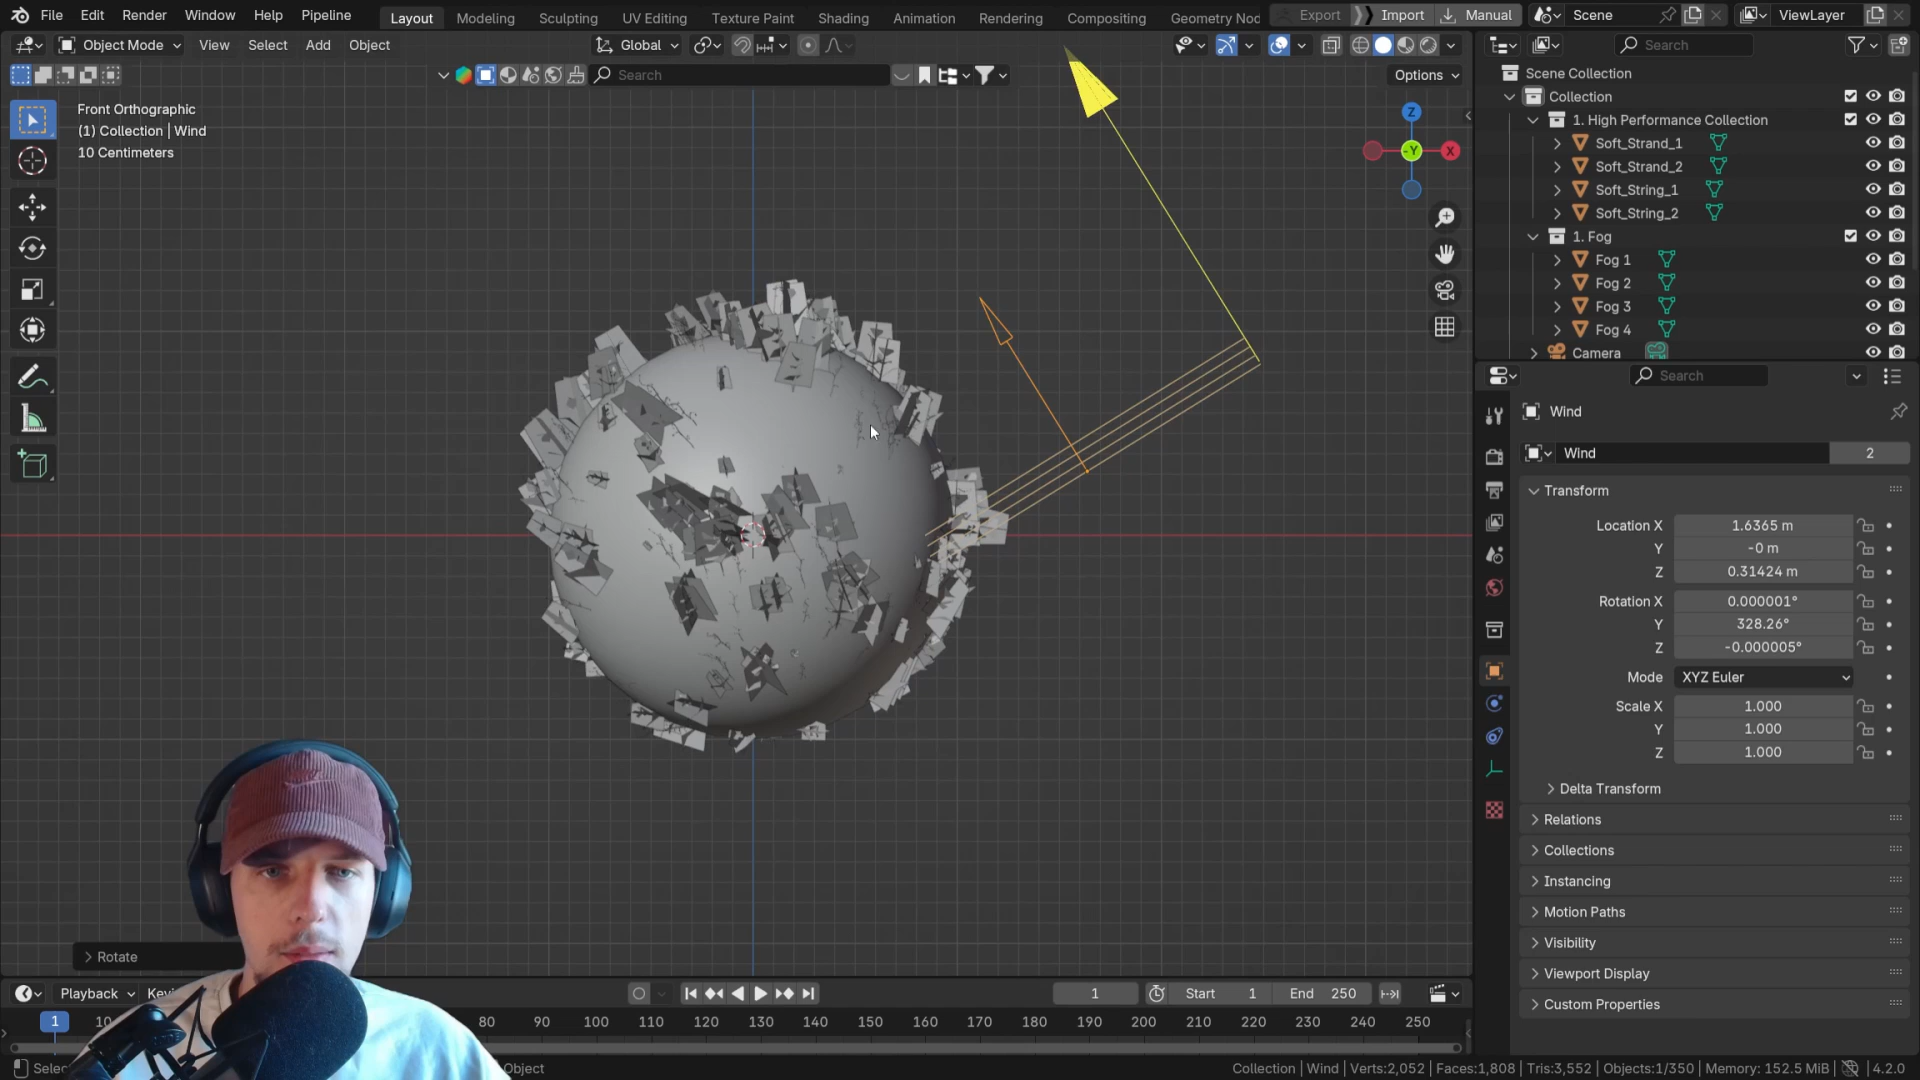 File Edit Render Window Help Pipeline Layout Modeling Sculpting UV Editing Texture Paint Shading Animation Rendering Compositing Geometry Nod Export Import Manual Scene ViewLayer
Object Mode View Select Add Object Global Search
Search Options
Front Orthographic
(1) Collection | Wind
10 Centimeters
Z
-Y X
Scene Collection
Collection
1. High Performance Collection
Soft_Strand_1
Soft_Strand_2
Soft_String_1
Soft_String_2
1. Fog
Fog 1
Fog 2
Fog 3
Fog 4
Camera
Search
Wind
Wind 2
Transform
Location X 1.6365 m
Y -0 m
Z 0.31424 m
Rotation X 0.000001°
Y 328.26°
Z -0.000005°
Mode XYZ Euler
Scale X 1.000
Y 1.000
Z 1.000
Delta Transform
Relations
Collections
Instancing
Motion Paths
Visibility
Viewport Display
Custom Properties
Rotate
Playback 1 Start 1 End 250
1 80 90 100 110 120 130 140 150 160 170 180 190 200 210 220 230 240 250
Object Collection | Wind | Verts:2,052 | Faces:1,808 | Tris:3,552 | Objects:1/350 | Memory: 152.5 MiB | 4.2.0